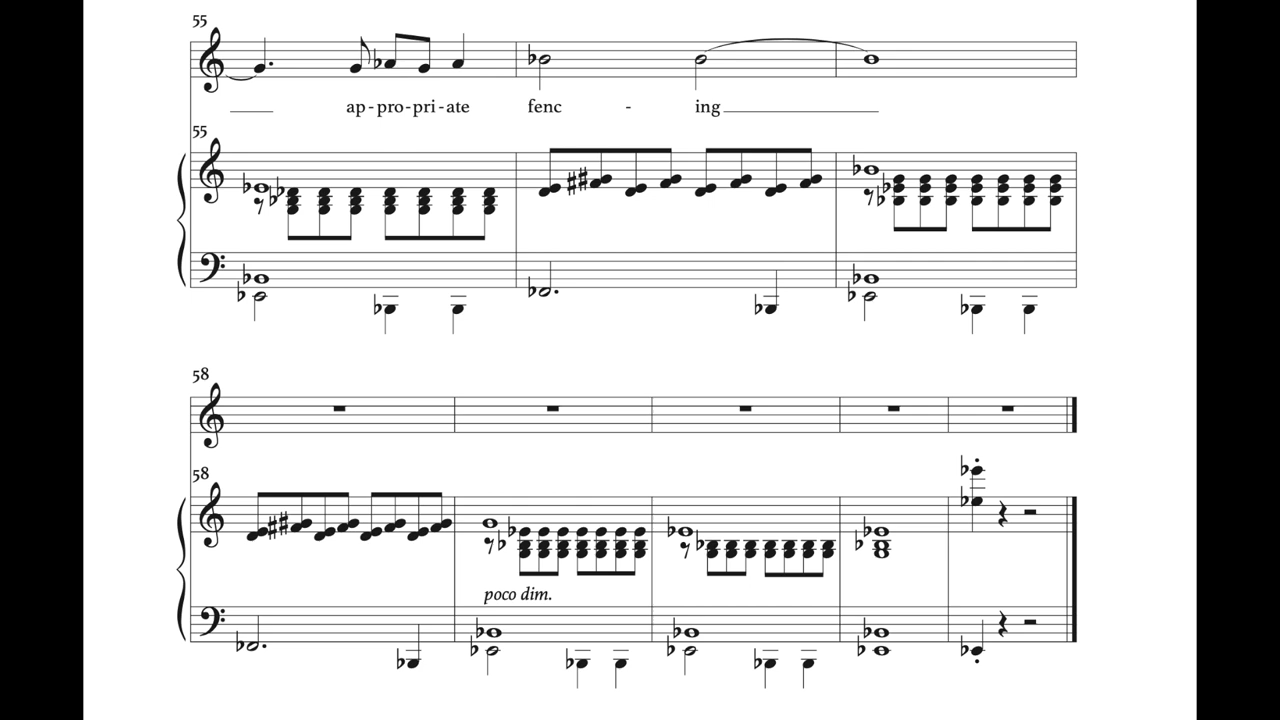 55
ap-pro-pri-ate fenc - ing
55
58
58
poco dim.